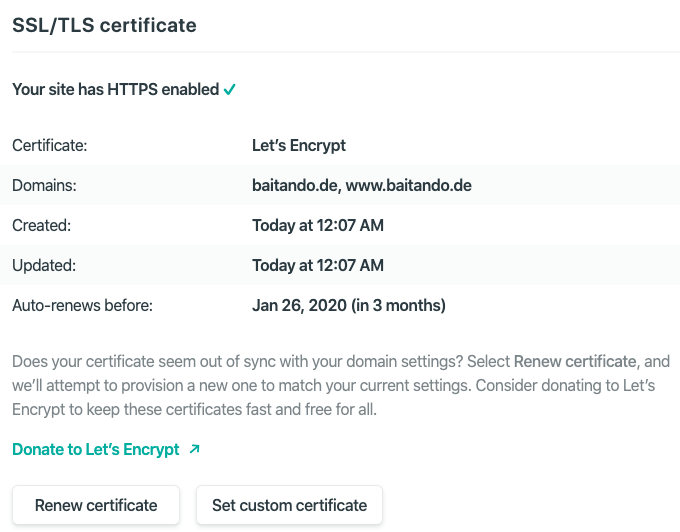 SSL/TLS certificate
Your site has HTTPS enabled ✓
Certificate: Let’s Encrypt
Domains: baitando.de, www.baitando.de
Created: Today at 12:07 AM
Updated: Today at 12:07 AM
Auto-renews before: Jan 26, 2020 (in 3 months)
Does your certificate seem out of sync with your domain settings? Select Renew certificate, and
we’ll attempt to provision a new one to match your current settings. Consider donating to Let’s
Encrypt to keep these certificates fast and free for all.
Donate to Let’s Encrypt ↗
Renew certificate Set custom certificate